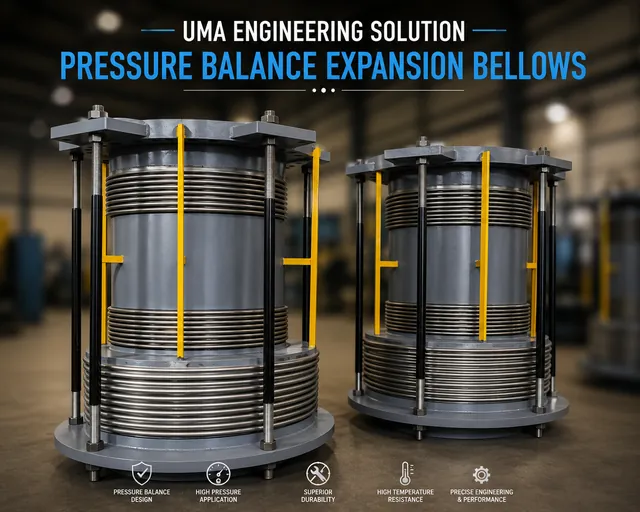 UMA ENGINEERING SOLUTION
PRESSURE BALANCE EXPANSION BELLOWS
PRESSURE BALANCE
DESIGN
HIGH PRESSURE
APPLICATION
SUPERIOR
DURABILITY
HIGH TEMPERATURE
RESISTANCE
PRECISE ENGINEERING
& PERFORMANCE